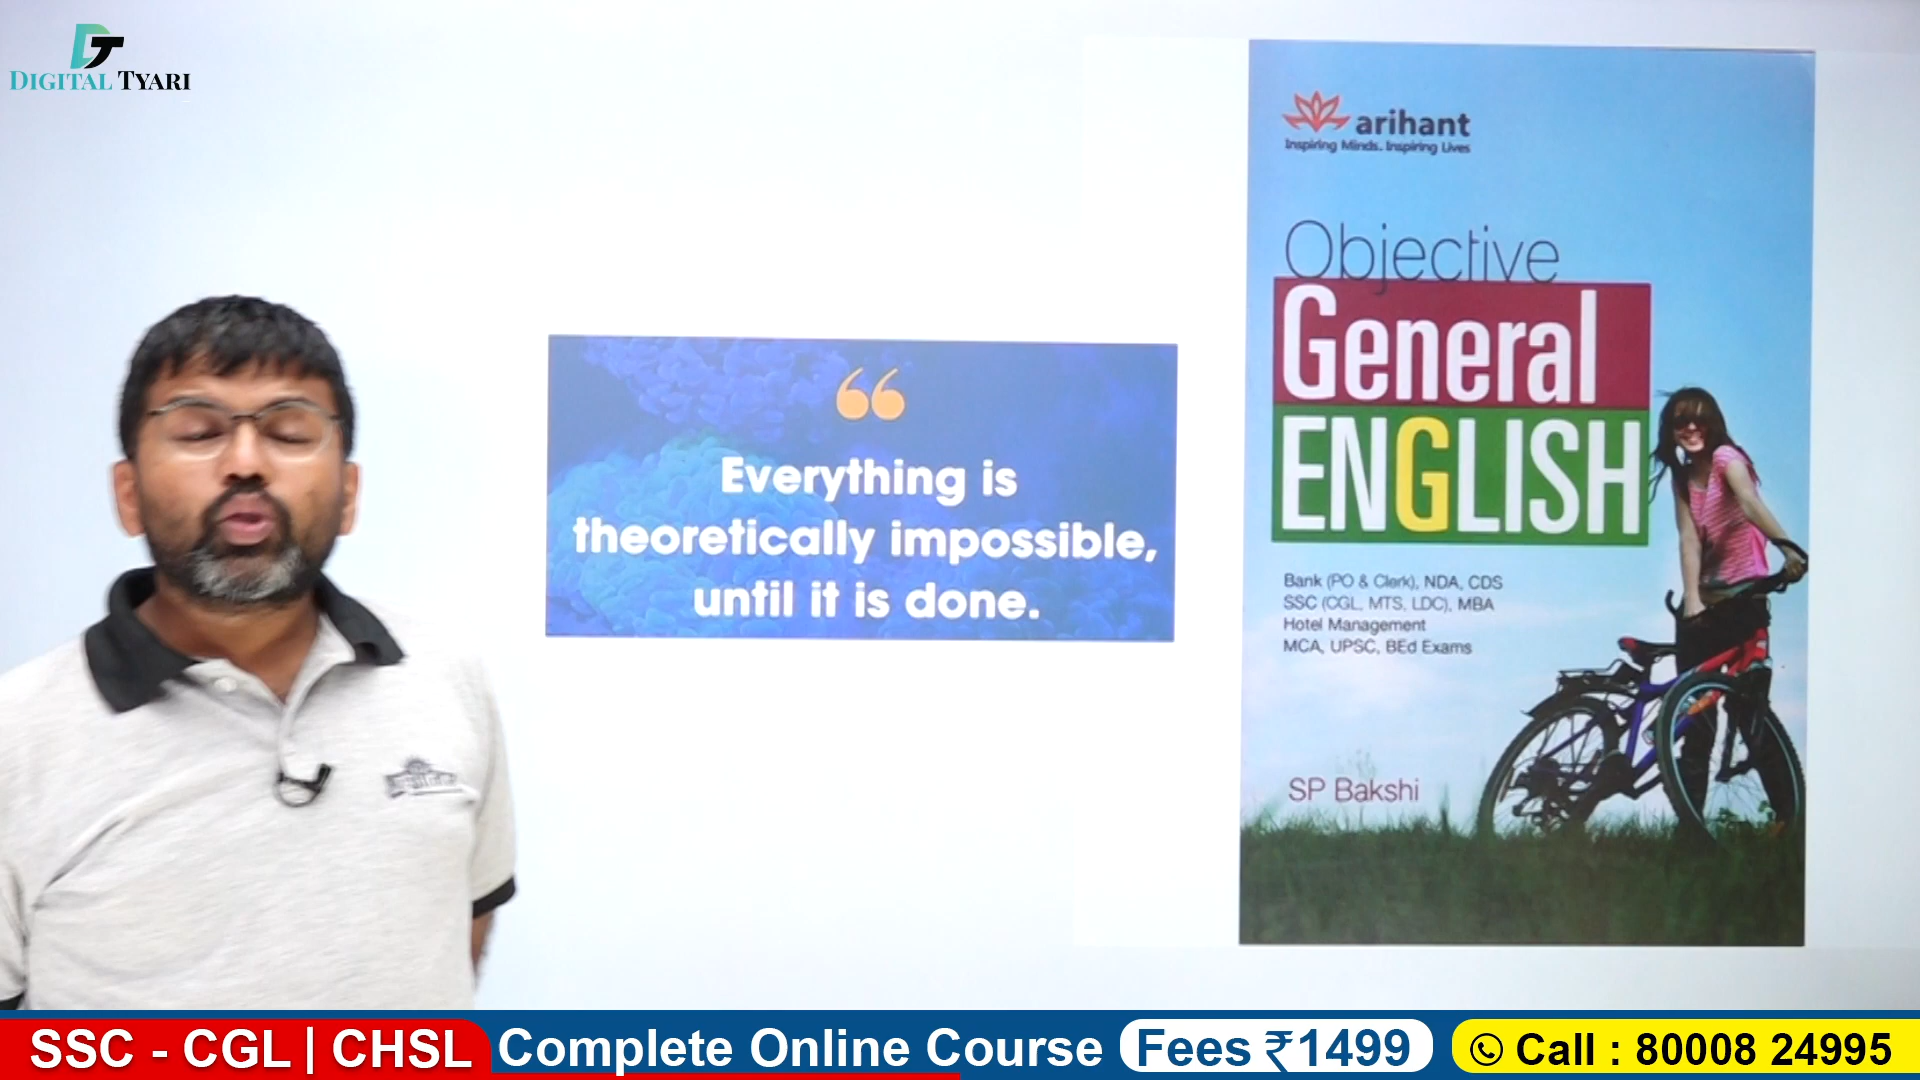 DT
DIGITAL TYARI
“
Everything is
theoretically impossible,
until it is done.
arihant
Inspiring Minds. Inspiring Lives
Objective
General
ENGLISH
Bank (PO & Clerk), NDA, CDS
SSC (CGL, MTS, LDC), MBA
Hotel Management
MCA, UPSC, BEd Exams
SP Bakshi
SSC - CGL | CHSL
Complete Online Course
Fees ₹1499
Call : 80008 24995